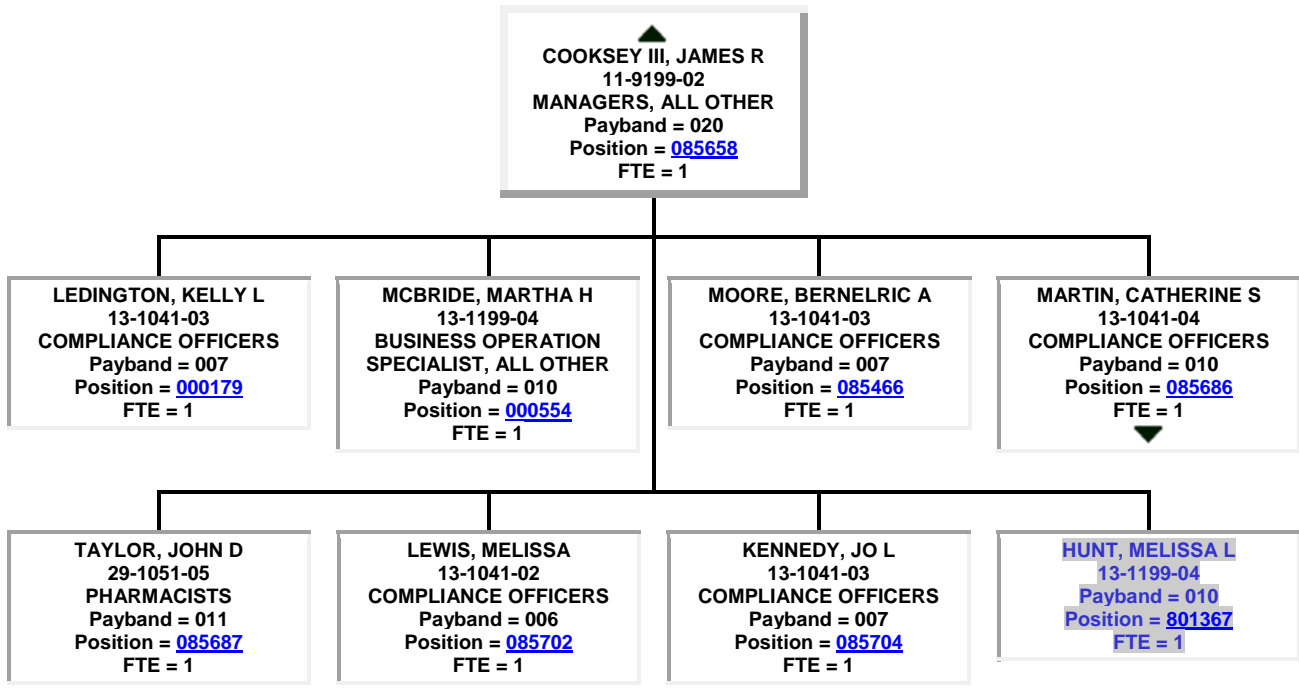 COOKSEY III, JAMES R
11-9199-02
MANAGERS, ALL OTHER
Payband = 020
Position = 085658
FTE = 1
LEDINGTON, KELLY L
13-1041-03
COMPLIANCE OFFICERS
Payband = 007
Position = 000179
FTE = 1
MCBRIDE, MARTHA H
13-1199-04
BUSINESS OPERATION
SPECIALIST, ALL OTHER
Payband = 010
Position = 000554
FTE = 1
MOORE, BERNELRIC A
13-1041-03
COMPLIANCE OFFICERS
Payband = 007
Position = 085466
FTE = 1
MARTIN, CATHERINE S
13-1041-04
COMPLIANCE OFFICERS
Payband = 010
Position = 085686
FTE = 1
TAYLOR, JOHN D
29-1051-05
PHARMACISTS
Payband = 011
Position = 085687
FTE = 1
LEWIS, MELISSA
13-1041-02
COMPLIANCE OFFICERS
Payband = 006
Position = 085702
FTE = 1
KENNEDY, JO L
13-1041-03
COMPLIANCE OFFICERS
Payband = 007
Position = 085704
FTE = 1
HUNT, MELISSA L
13-1199-04
Payband = 010
Position = 801367
FTE = 1